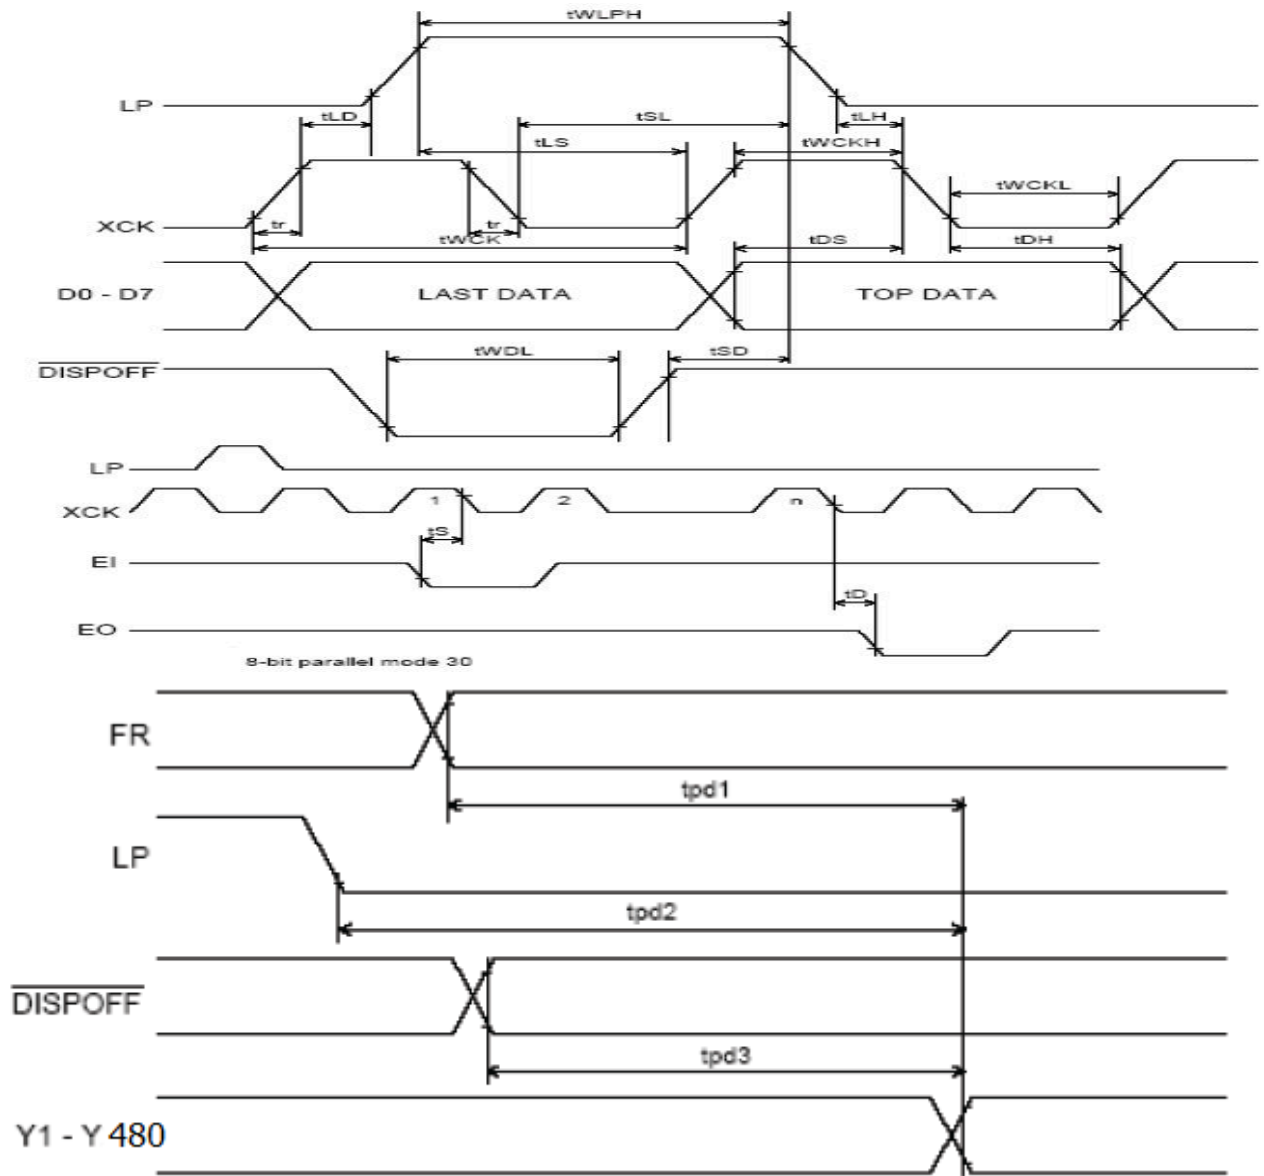 tWLPH
LP
tLD
tSL
tLH
tLS
tWCKH
tWCKL
XCK
tr
tr
tWCK
tDS
tDH
D0 - D7
LAST DATA
TOP DATA
tWDL
tSD
DISPOFF
LP
XCK
1
2
n
tS
EI
tD
EO
8-bit parallel mode 30
FR
tpd1
LP
tpd2
DISPOFF
tpd3
Y1 - Y 480